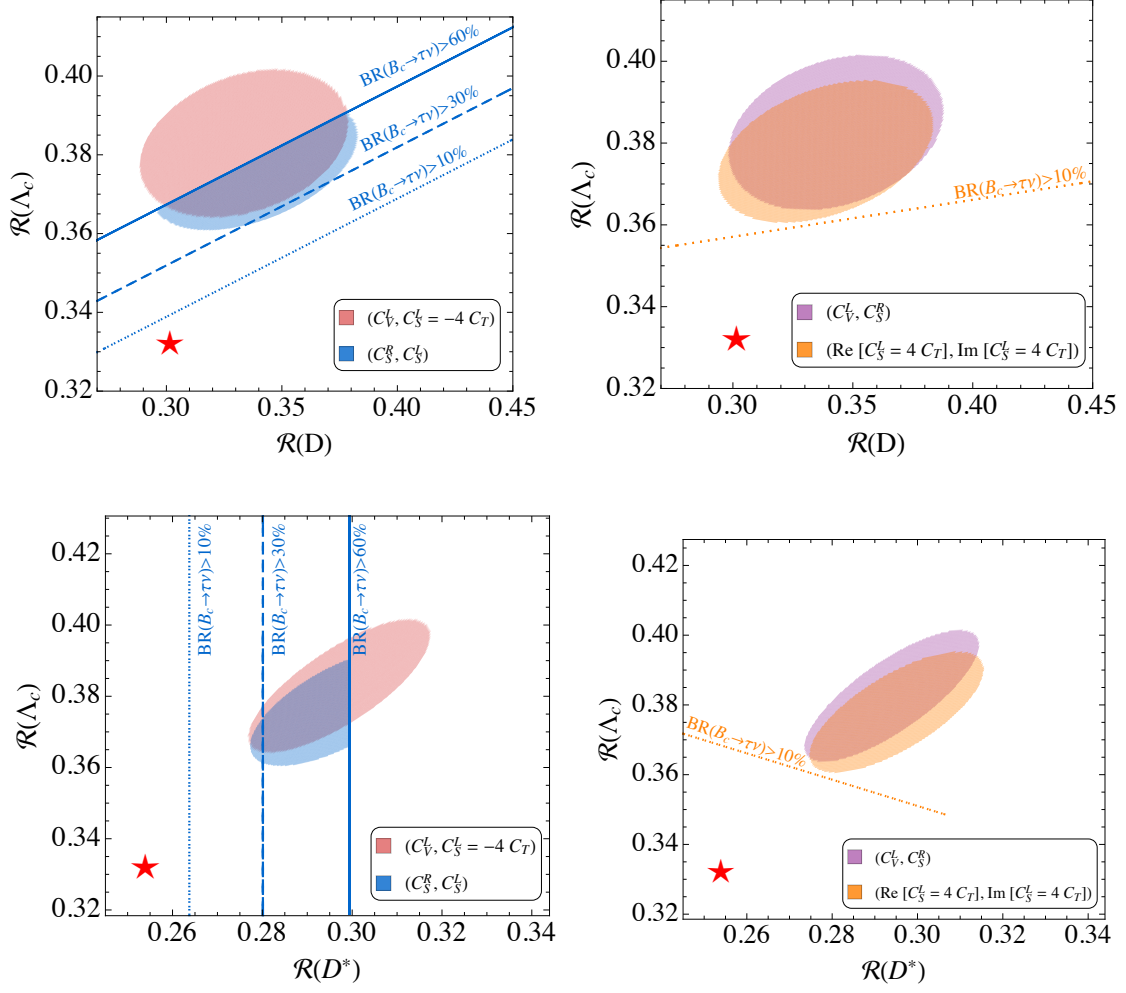 0.40
0.38
0.36
0.34
0.32
ℛ(Λ_c)
BR(B_c→τν)>60%
BR(B_c→τν)>30%
BR(B_c→τν)>10%
(C_V^L, C_S^L = −4 C_T)
(C_S^R, C_S^L)
0.30 0.35 0.40 0.45
ℛ(D)
0.40
0.38
0.36
0.34
0.32
ℛ(Λ_c)
BR(B_c→τν)>10%
(C_V^L, C_S^R)
(Re [C_S^L = 4 C_T], Im [C_S^L = 4 C_T])
0.30 0.35 0.40 0.45
ℛ(D)
0.42
0.40
0.38
0.36
0.34
0.32
ℛ(Λ_c)
BR(B_c→τν)>10%
BR(B_c→τν)>30%
BR(B_c→τν)>60%
(C_V^L, C_S^L = −4 C_T)
(C_S^R, C_S^L)
0.26 0.28 0.30 0.32 0.34
ℛ(D*)
0.42
0.40
0.38
0.36
0.34
0.32
ℛ(Λ_c)
BR(B_c→τν)>10%
(C_V^L, C_S^R)
(Re [C_S^L = 4 C_T], Im [C_S^L = 4 C_T])
0.26 0.28 0.30 0.32 0.34
ℛ(D*)